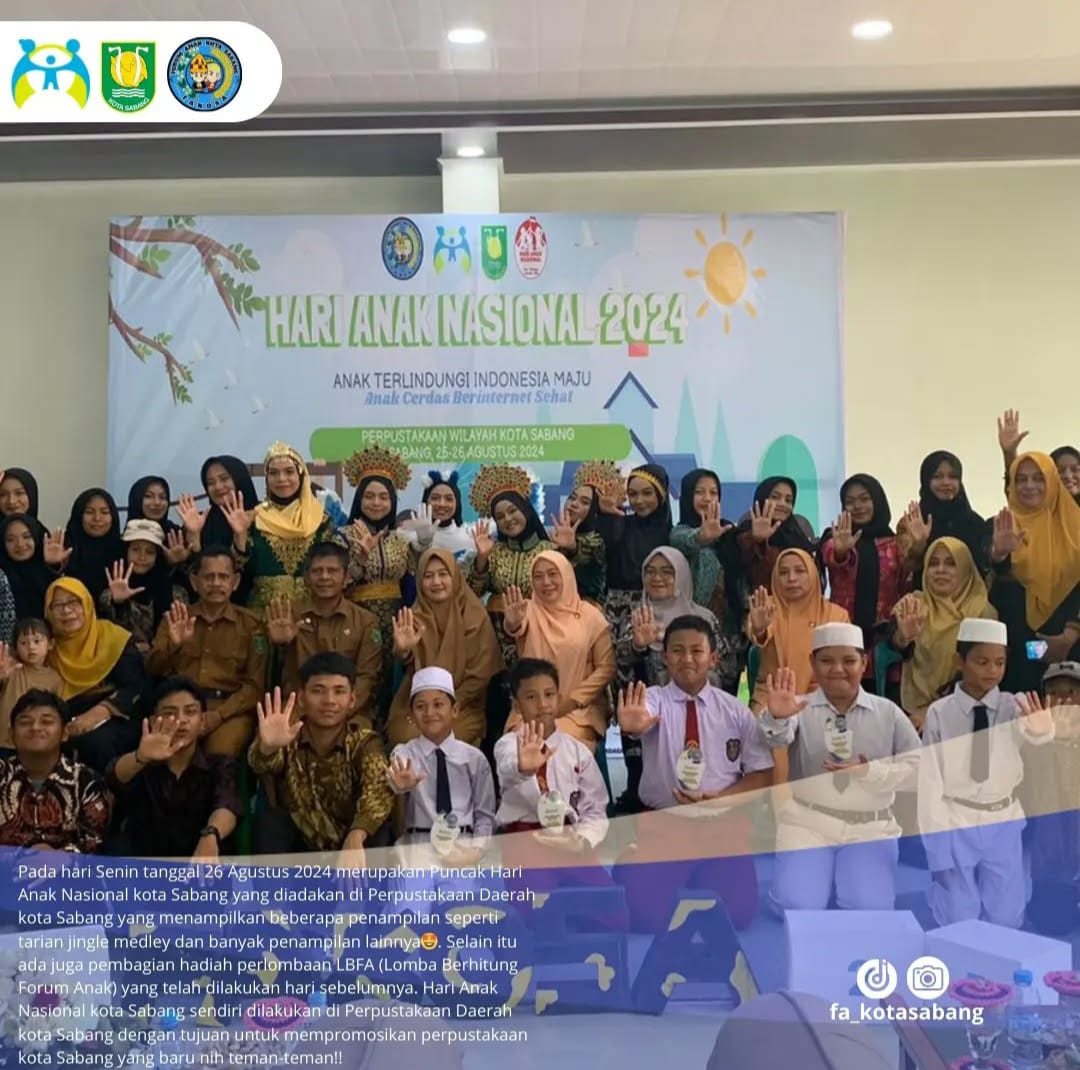 KOTA SABANG
FORUM ANAK KOTA SABANG
FANOSA
HARI ANAK NASIONAL 2024
ANAK TERLINDUNGI INDONESIA MAJU
Anak Cerdas Berinternet Sehat
PERPUSTAKAAN WILAYAH KOTA SABANG
SABANG, 25-26 AGUSTUS 2024
Pada hari Senin tanggal 26 Agustus 2024 merupakan Puncak Hari
Anak Nasional kota Sabang yang diadakan di Perpustakaan Daerah
kota Sabang yang menampilkan beberapa penampilan seperti
tarian jingle medley dan banyak penampilan lainnya🤩. Selain itu
ada juga pembagian hadiah perlombaan LBFA (Lomba Berhitung
Forum Anak) yang telah dilakukan hari sebelumnya. Hari Anak
Nasional kota Sabang sendiri dilakukan di Perpustakaan Daerah
kota Sabang dengan tujuan untuk mempromosikan perpustakaan
kota Sabang yang baru nih teman-teman!!
fa_kotasabang